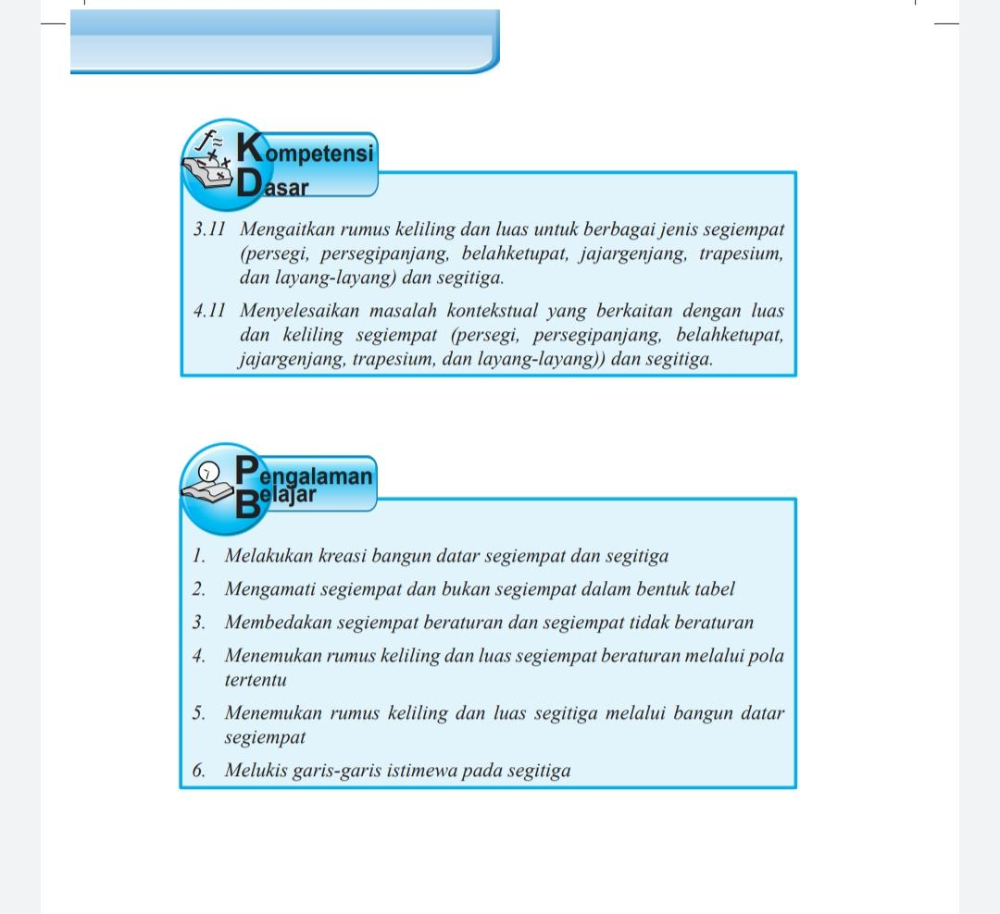 Kompetensi
Dasar
3.11 Mengaitkan rumus keliling dan luas untuk berbagai jenis segiempat
(persegi, persegipanjang, belahketupat, jajargenjang, trapesium,
dan layang-layang) dan segitiga.
4.11 Menyelesaikan masalah kontekstual yang berkaitan dengan luas
dan keliling segiempat (persegi, persegipanjang, belahketupat,
jajargenjang, trapesium, dan layang-layang)) dan segitiga.
Pengalaman
Belajar
1. Melakukan kreasi bangun datar segiempat dan segitiga
2. Mengamati segiempat dan bukan segiempat dalam bentuk tabel
3. Membedakan segiempat beraturan dan segiempat tidak beraturan
4. Menemukan rumus keliling dan luas segiempat beraturan melalui pola
tertentu
5. Menemukan rumus keliling dan luas segitiga melalui bangun datar
segiempat
6. Melukis garis-garis istimewa pada segitiga